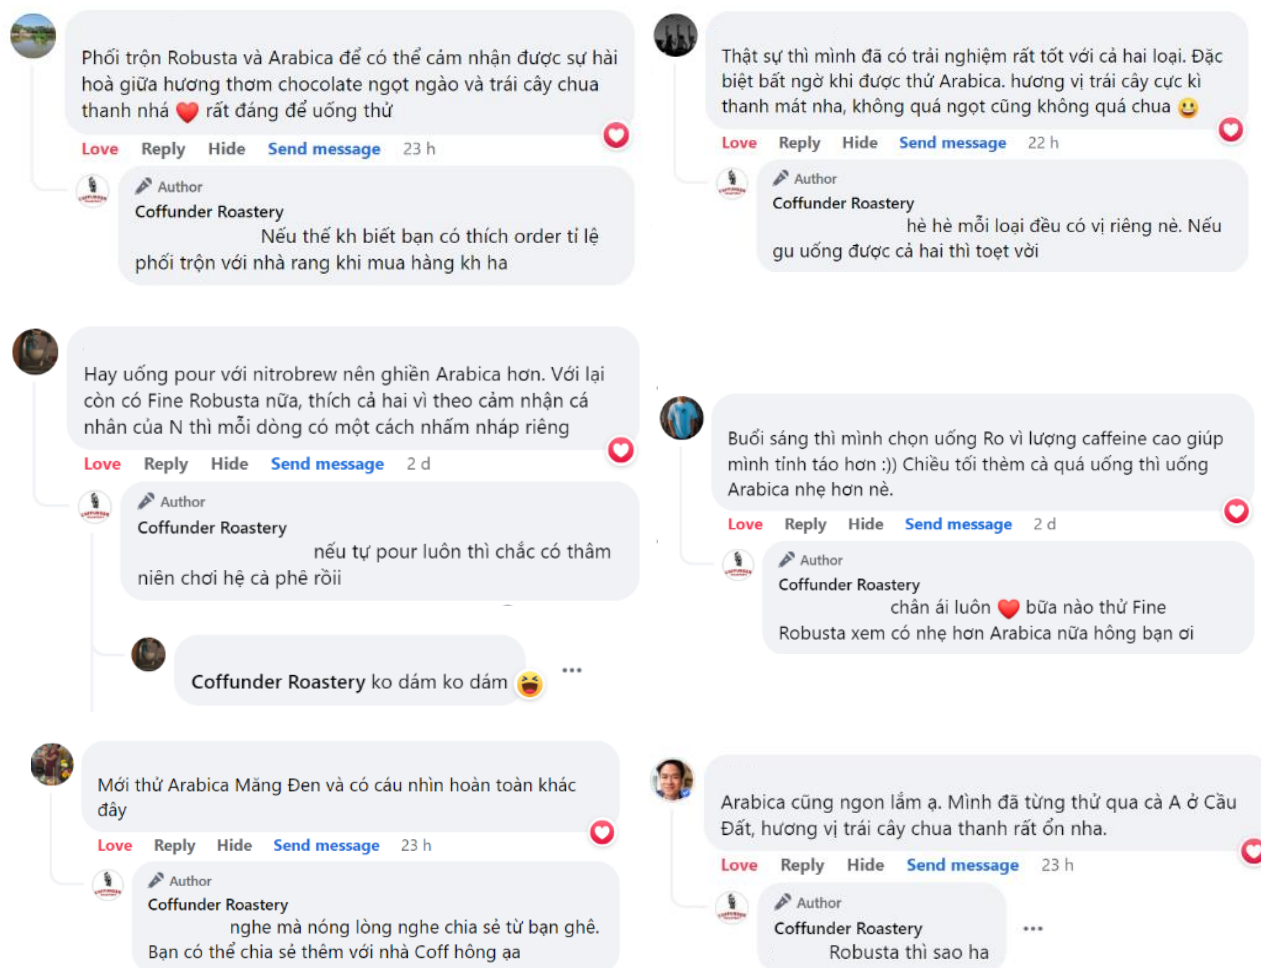 Phối trộn Robusta và Arabica để có thể cảm nhận được sự hài
hoà giữa hương thơm chocolate ngọt ngào và trái cây chua
thanh nhá ❤️ rất đáng để uống thử
Love Reply Hide Send message 23 h
Author
Coffunder Roastery
Nếu thế kh biết bạn có thích order tỉ lệ
phối trộn với nhà rang khi mua hàng kh ha
Thật sự thì mình đã có trải nghiệm rất tốt với cả hai loại. Đặc
biệt bất ngờ khi được thử Arabica. hương vị trái cây cực kì
thanh mát nha, không quá ngọt cũng không quá chua 😃
Love Reply Hide Send message 22 h
Author
Coffunder Roastery
hè hè mỗi loại đều có vị riêng nè. Nếu
gu uống được cả hai thì toẹt vời
Hay uống pour với nitrobrew nên ghiền Arabica hơn. Với lại
còn có Fine Robusta nữa, thích cả hai vì theo cảm nhận cá
nhân của N thì mỗi dòng có một cách nhấm nháp riêng
Love Reply Hide Send message 2 d
Author
Coffunder Roastery
nếu tự pour luôn thì chắc có thâm
niên chơi hệ cà phê rồii
Coffunder Roastery ko dám ko dám 😆
Buổi sáng thì mình chọn uống Ro vì lượng caffeine cao giúp
mình tỉnh táo hơn :)) Chiều tối thèm cà quá uống thì uống
Arabica nhẹ hơn nè.
Love Reply Hide Send message 2 d
Author
Coffunder Roastery
chân ái luôn ❤️ bữa nào thử Fine
Robusta xem có nhẹ hơn Arabica nữa hông bạn ơi
Mới thử Arabica Măng Đen và có cáu nhìn hoàn toàn khác
đây
Love Reply Hide Send message 23 h
Author
Coffunder Roastery
nghe mà nóng lòng nghe chia sẻ từ bạn ghê.
Bạn có thể chia sẻ thêm với nhà Coff hông ạa
Arabica cũng ngon lắm ạ. Mình đã từng thử qua cà A ở Cầu
Đất, hương vị trái cây chua thanh rất ổn nha.
Love Reply Hide Send message 23 h
Author
Coffunder Roastery
Robusta thì sao ha